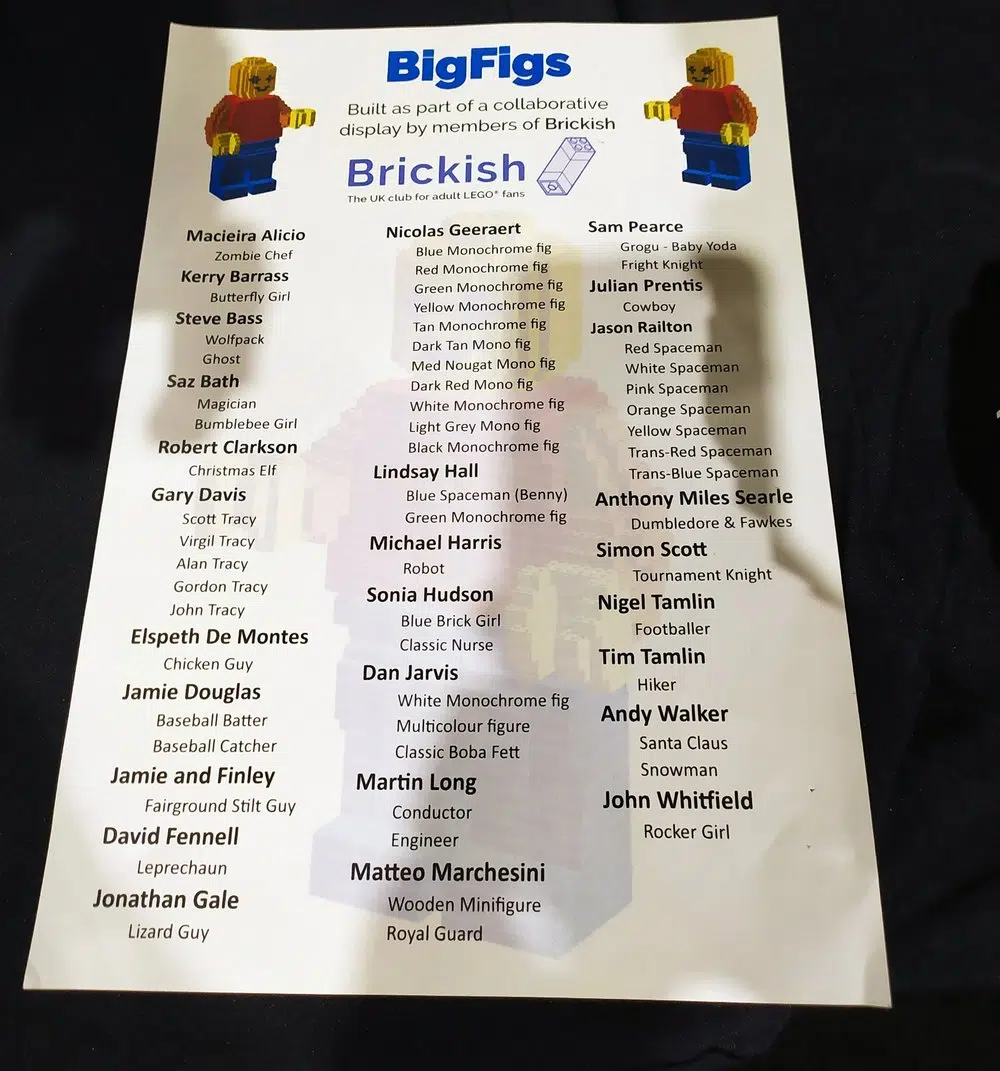 BigFigs
Built as part of a collaborative
display by members of Brickish
Brickish
The UK club for adult LEGO® fans
Macieira Alicio
Zombie Chef
Kerry Barrass
Butterfly Girl
Steve Bass
Wolfpack
Ghost
Saz Bath
Magician
Bumblebee Girl
Robert Clarkson
Christmas Elf
Gary Davis
Scott Tracy
Virgil Tracy
Alan Tracy
Gordon Tracy
John Tracy
Elspeth De Montes
Chicken Guy
Jamie Douglas
Baseball Batter
Baseball Catcher
Jamie and Finley
Fairground Stilt Guy
David Fennell
Leprechaun
Jonathan Gale
Lizard Guy
Nicolas Geeraert
Blue Monochrome fig
Red Monochrome fig
Green Monochrome fig
Yellow Monochrome fig
Tan Monochrome fig
Dark Tan Mono fig
Med Nougat Mono fig
Dark Red Mono fig
White Monochrome fig
Light Grey Mono fig
Black Monochrome fig
Lindsay Hall
Blue Spaceman (Benny)
Green Monochrome fig
Michael Harris
Robot
Sonia Hudson
Blue Brick Girl
Classic Nurse
Dan Jarvis
White Monochrome fig
Multicolour figure
Classic Boba Fett
Martin Long
Conductor
Engineer
Matteo Marchesini
Wooden Minifigure
Royal Guard
Sam Pearce
Grogu - Baby Yoda
Fright Knight
Julian Prentis
Cowboy
Jason Railton
Red Spaceman
White Spaceman
Pink Spaceman
Orange Spaceman
Yellow Spaceman
Trans-Red Spaceman
Trans-Blue Spaceman
Anthony Miles Searle
Dumbledore & Fawkes
Simon Scott
Tournament Knight
Nigel Tamlin
Footballer
Tim Tamlin
Hiker
Andy Walker
Santa Claus
Snowman
John Whitfield
Rocker Girl